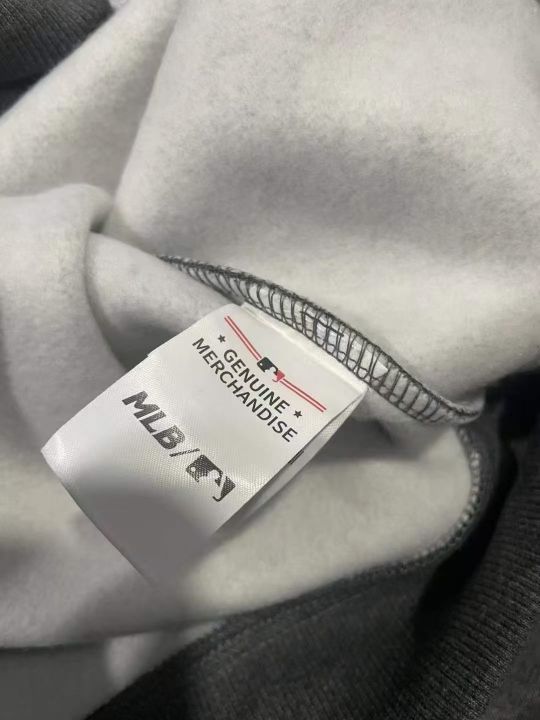 ★ GENUINE ★
MERCHANDISE
MLB/